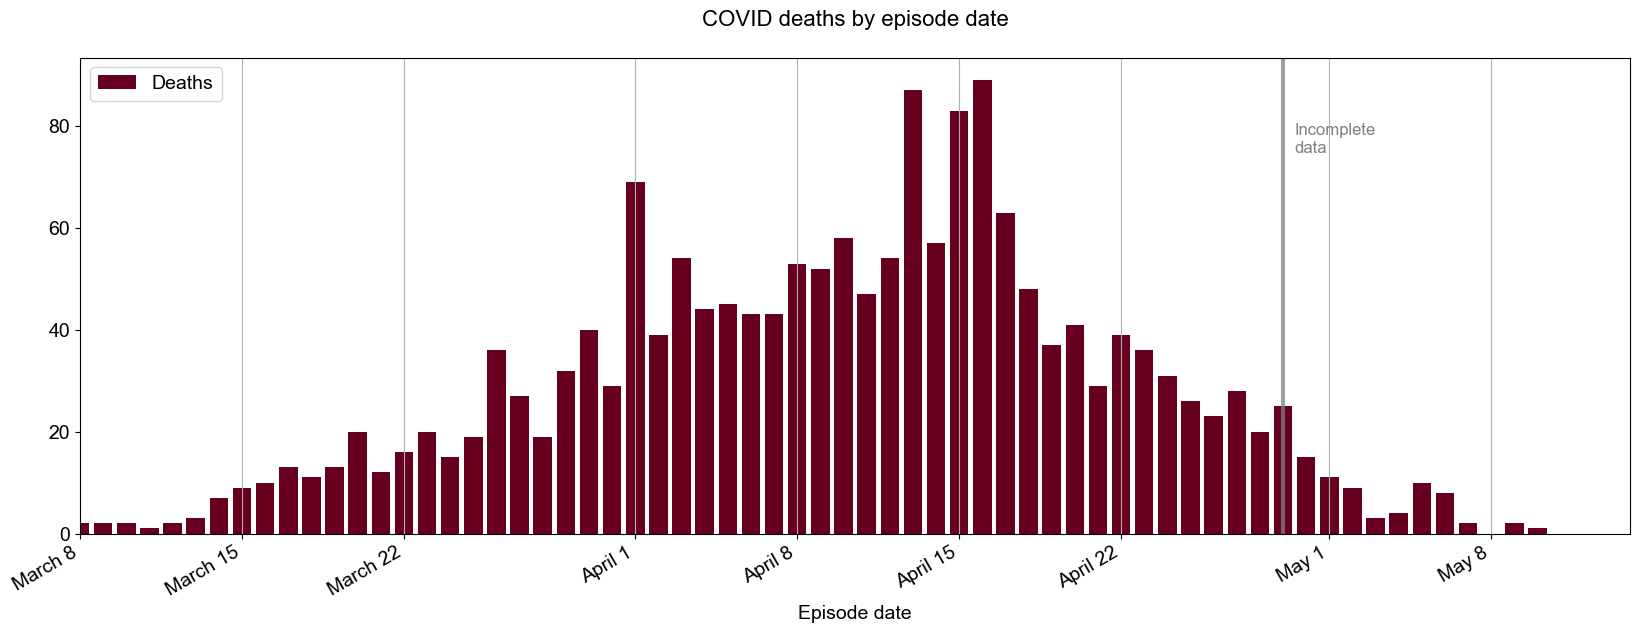 COVID deaths by episode date
Deaths
80
60
40
20
0
Incomplete
data
March 8
March 15
March 22
April 1
April 8
April 15
April 22
May 1
May 8
Episode date